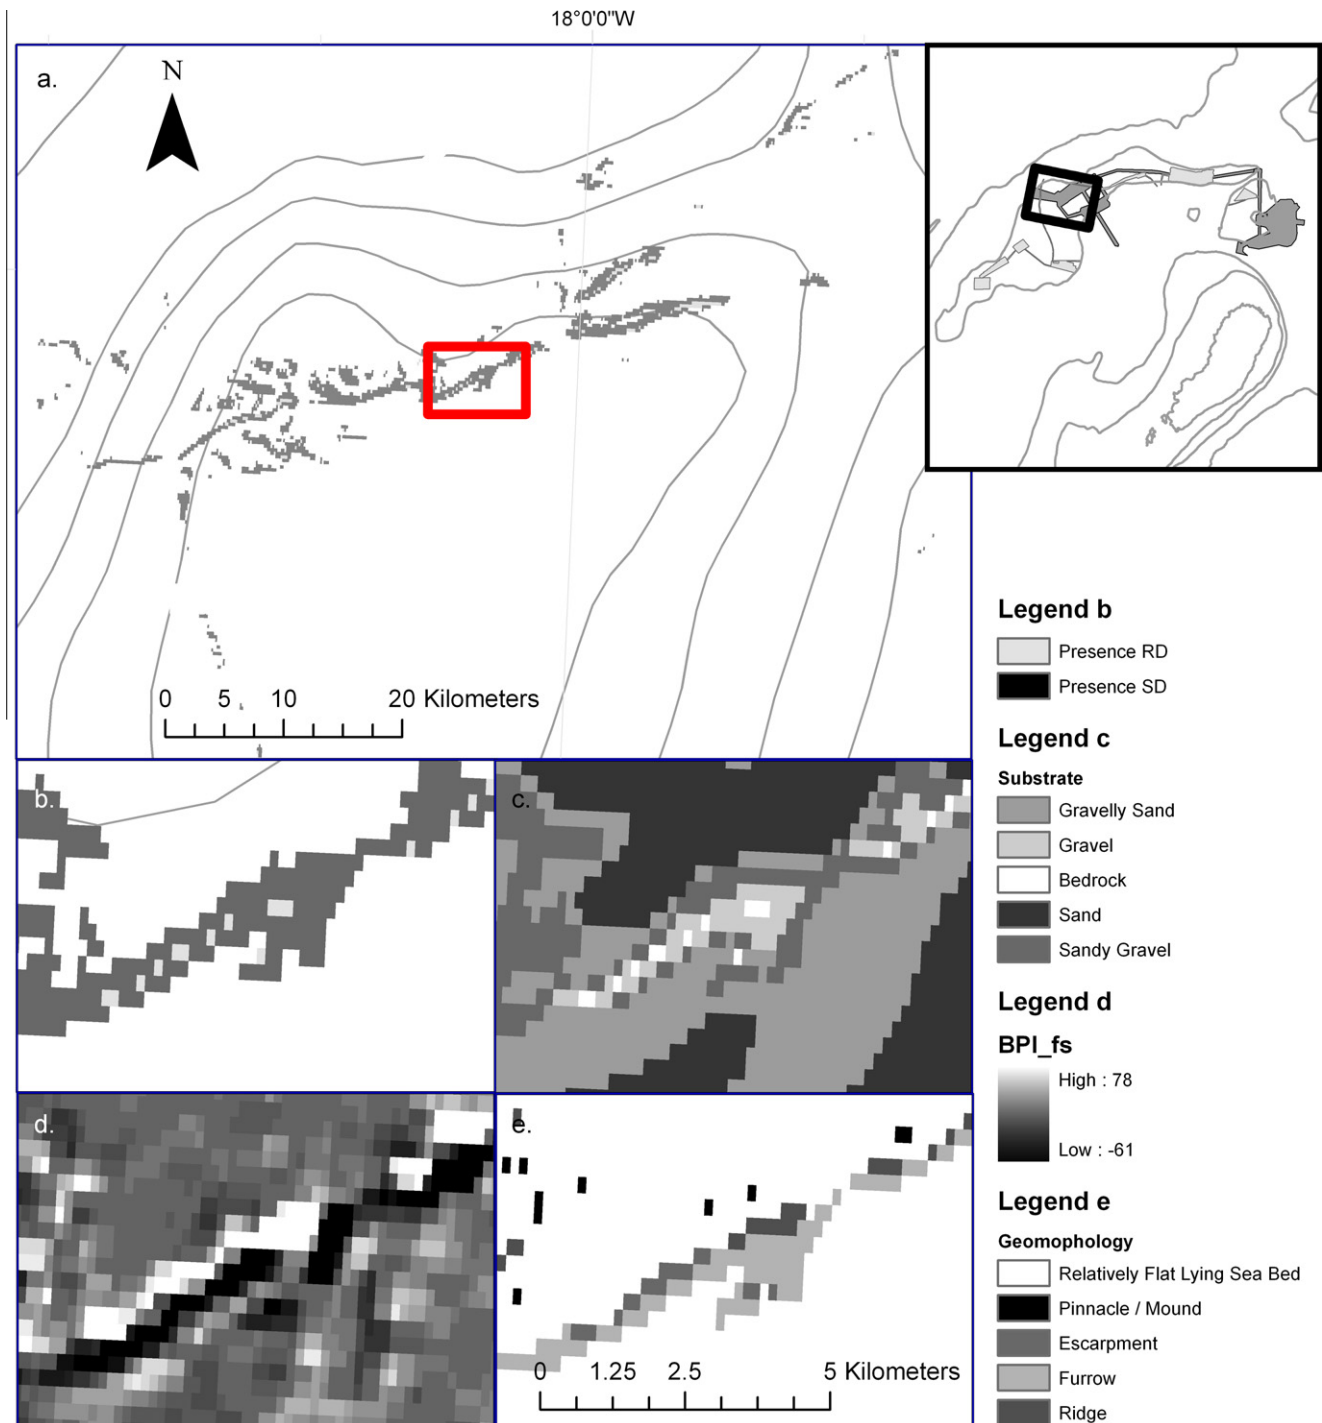 18°0'0"W
a.
N
0 5 10 20 Kilometers
b.
c.
d.
e.
0 1.25 2.5 5 Kilometers
Legend b
Presence RD
Presence SD
Legend c
Substrate
Gravelly Sand
Gravel
Bedrock
Sand
Sandy Gravel
Legend d
BPI_fs
High : 78
Low : -61
Legend e
Geomophology
Relatively Flat Lying Sea Bed
Pinnacle / Mound
Escarpment
Furrow
Ridge